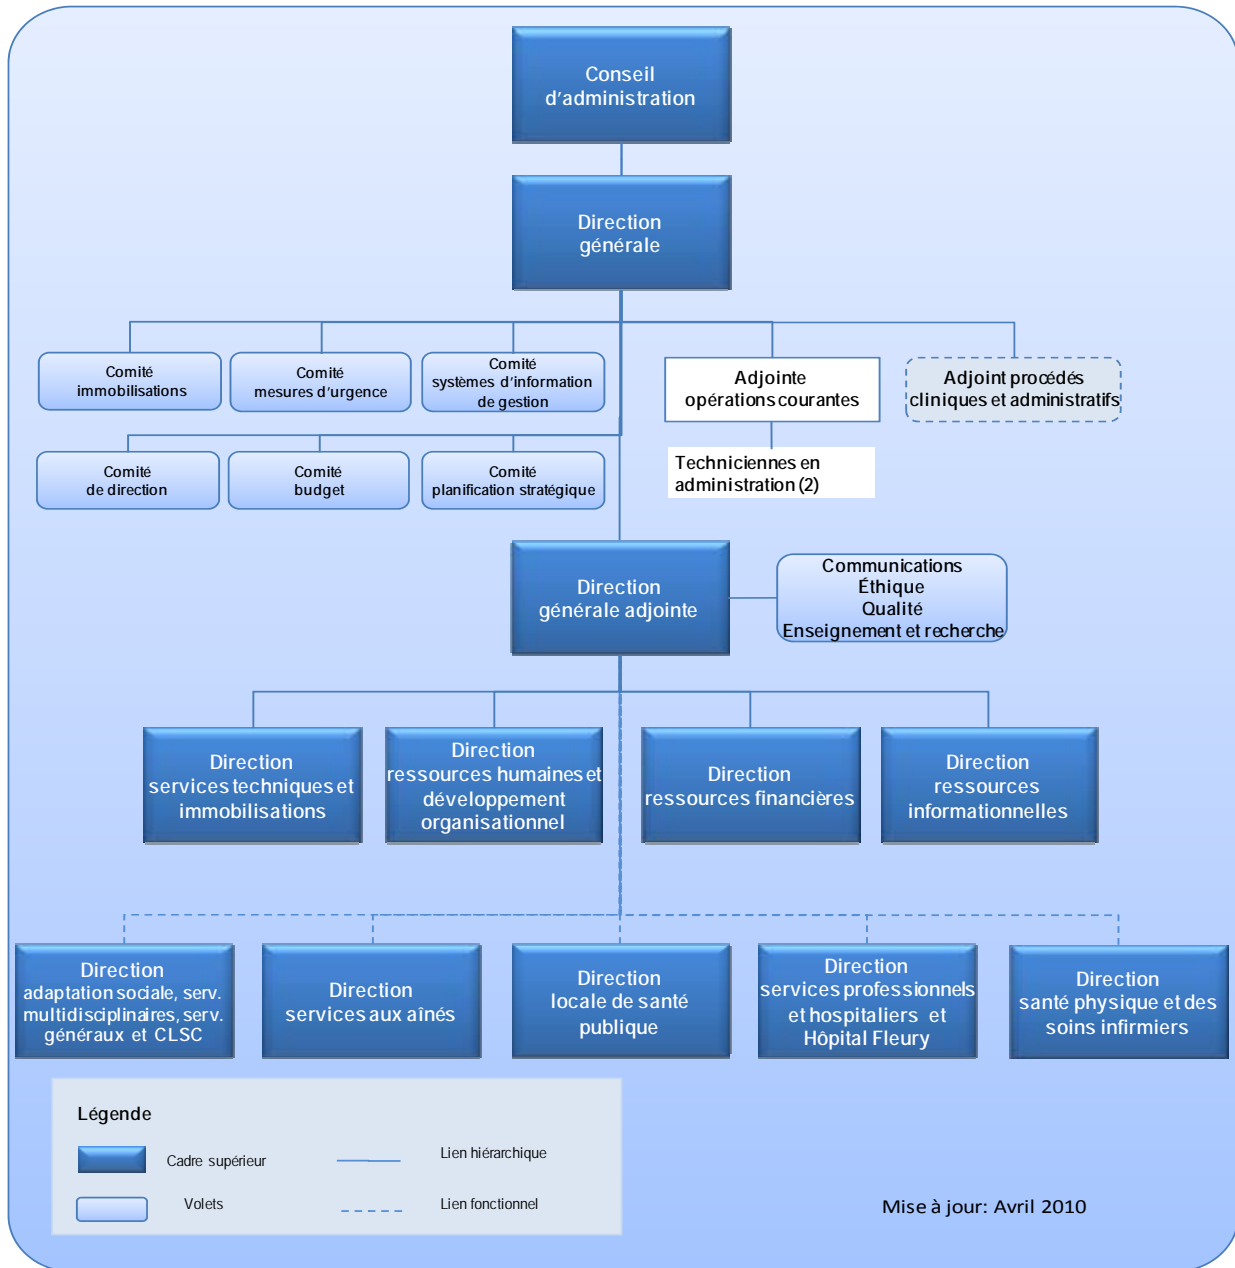 Conseil
d'administration
Direction
générale
Comité
immobilisations
Comité
mesures d'urgence
Comité
systèmes d'information
de gestion
Adjointe
opérations courantes
Adjoint procédés
cliniques et administratifs
Comité
de direction
Comité
budget
Comité
planification stratégique
Techniciennes en
administration (2)
Direction
générale adjointe
Communications
Éthique
Qualité
Enseignement et recherche
Direction
services techniques et
immobilisations
Direction
ressources humaines et
développement
organisationnel
Direction
ressources financières
Direction
ressources
informationnelles
Direction
adaptation sociale, serv.
multidisciplinaires, serv.
généraux et CLSC
Direction
services aux aînés
Direction
locale de santé
publique
Direction
services professionnels
et hospitaliers et
Hôpital Fleury
Direction
santé physique et des
soins infirmiers
Légende
Cadre supérieur
Lien hiérarchique
Volets
Lien fonctionnel
Mise à jour: Avril 2010